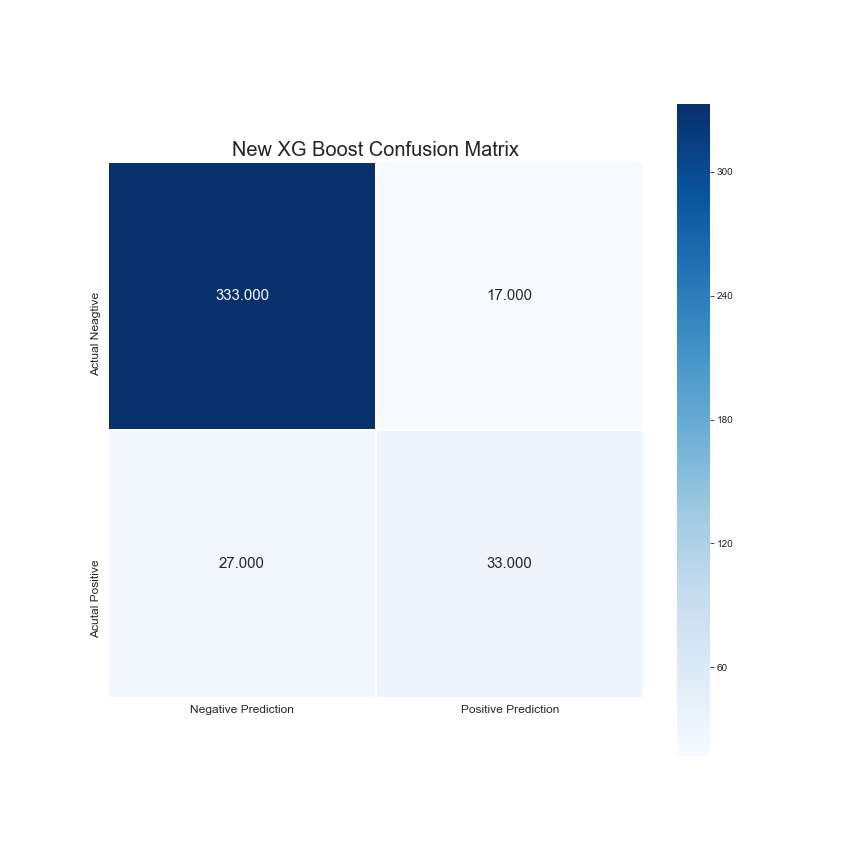 New XG Boost Confusion Matrix
Actual Neagtive
333.000
17.000
Acutal Positive
27.000
33.000
Negative Prediction
Positive Prediction
300
240
180
120
60